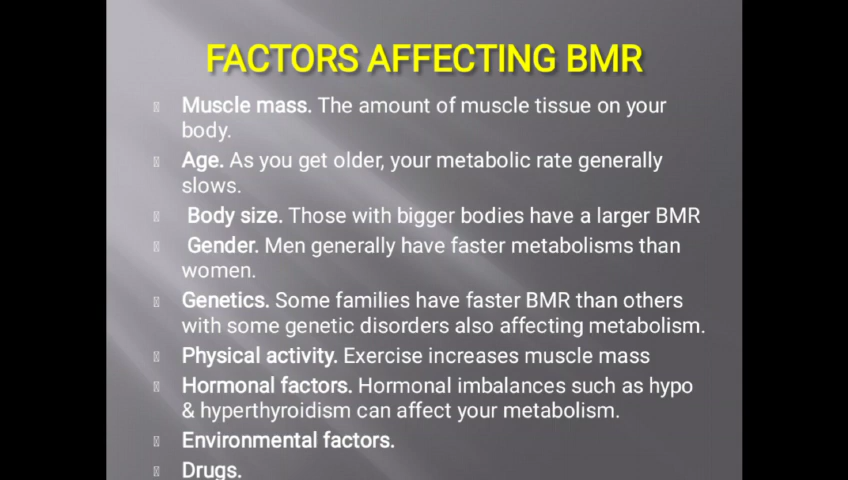 FACTORS AFFECTING BMR
Muscle mass. The amount of muscle tissue on your
body.
Age. As you get older, your metabolic rate generally
slows.
Body size. Those with bigger bodies have a larger BMR
Gender. Men generally have faster metabolisms than
women.
Genetics. Some families have faster BMR than others
with some genetic disorders also affecting metabolism.
Physical activity. Exercise increases muscle mass
Hormonal factors. Hormonal imbalances such as hypo
& hyperthyroidism can affect your metabolism.
Environmental factors.
Drugs.